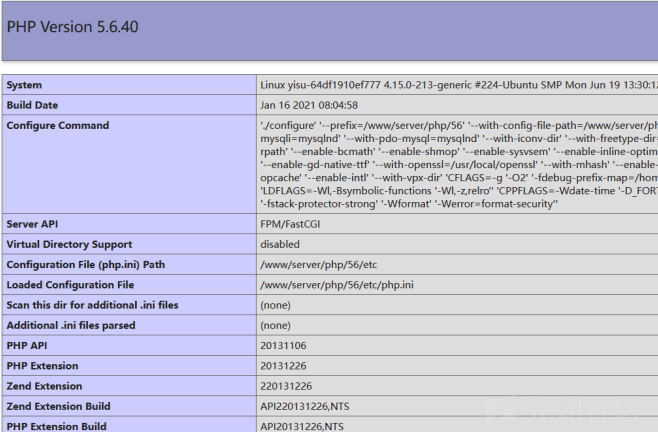 PHP Version 5.6.40
System Linux yisu-64df1910ef777 4.15.0-213-generic #224-Ubuntu SMP Mon Jun 19 13:30:12
Build Date Jan 16 2021 08:04:58
Configure Command './configure' '--prefix=/www/server/php/56' '--with-config-file-path=/www/server/ph
mysqli=mysqlnd' '--with-pdo-mysql=mysqlnd' '--with-iconv-dir' '--with-freetype-dir=
rpath' '--enable-bcmath' '--enable-shmop' '--enable-sysvsem' '--enable-inline-optim
'--enable-gd-native-ttf' '--with-openssl=/usr/local/openssl' '--with-mhash' '--enable-
opcache' '--enable-intl' '--with-vpx-dir' 'CFLAGS=-g '-O2' '-fdebug-prefix-map=/hom
'LDFLAGS=-Wl,-Bsymbolic-functions '-Wl,-z,relro'' 'CPPFLAGS=-Wdate-time '-D_FORT
'-fstack-protector-strong' '-Wformat' '-Werror=format-security''
Server API FPM/FastCGI
Virtual Directory Support disabled
Configuration File (php.ini) Path /www/server/php/56/etc
Loaded Configuration File /www/server/php/56/etc/php.ini
Scan this dir for additional .ini files (none)
Additional .ini files parsed (none)
PHP API 20131106
PHP Extension 20131226
Zend Extension 220131226
Zend Extension Build API220131226,NTS
PHP Extension Build API20131226,NTS